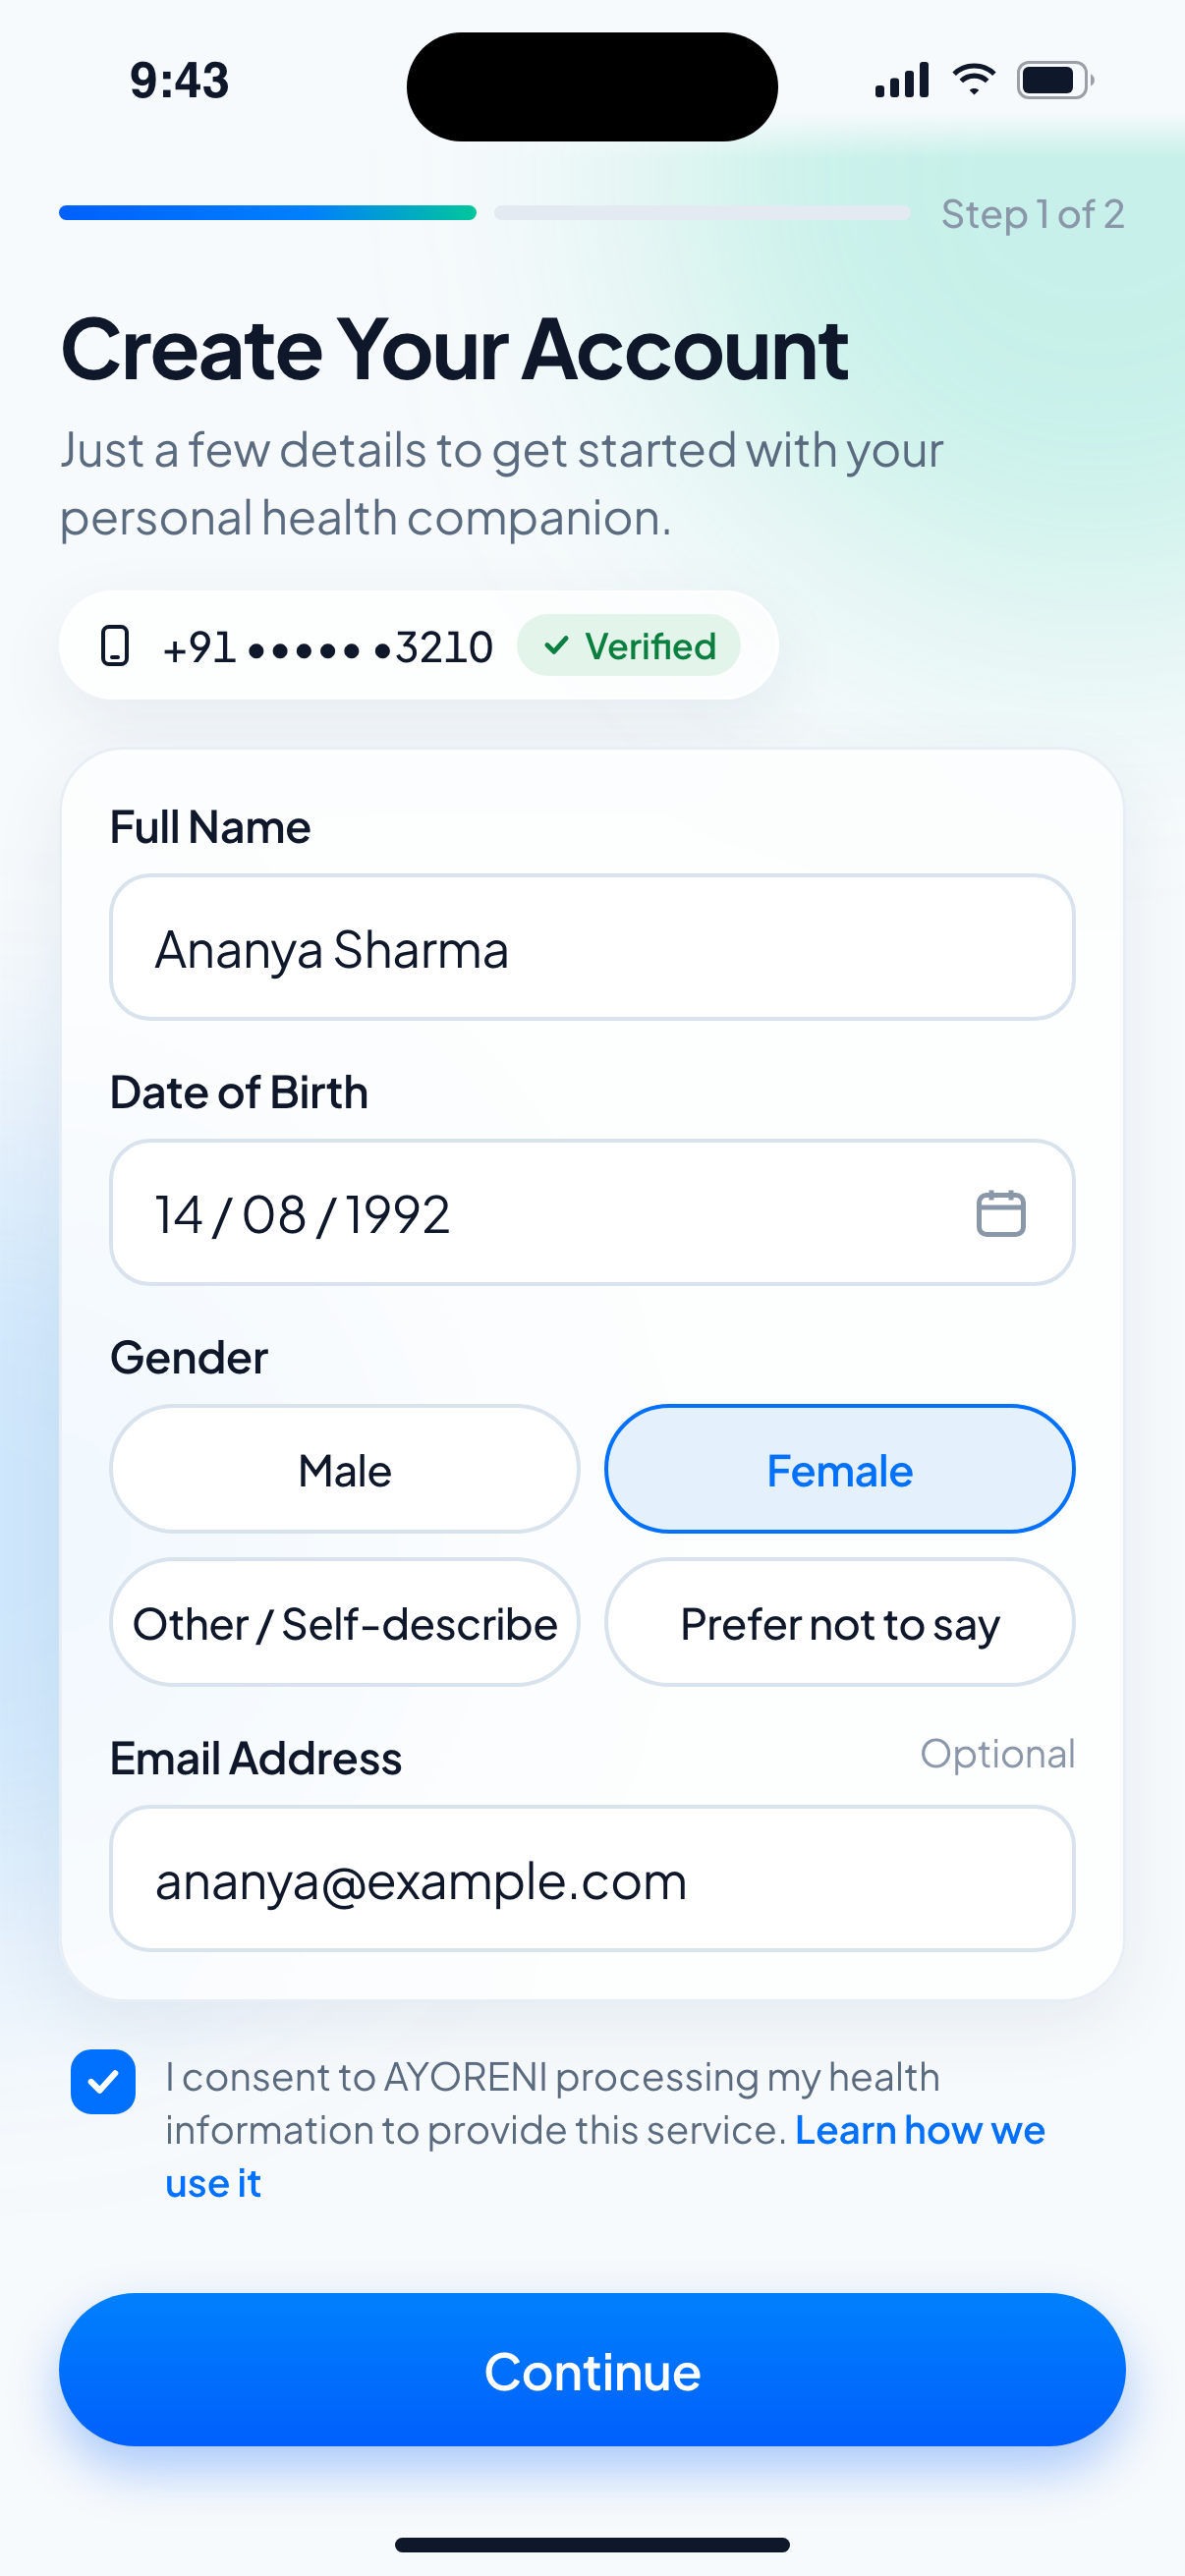 9:43
Step 1 of 2
Create Your Account
Just a few details to get started with your
personal health companion.
+91 ••••• •3210 Verified
Full Name
Ananya Sharma
Date of Birth
14 / 08 / 1992
Gender
Male Female
Other / Self-describe Prefer not to say
Email Address Optional
ananya@example.com
I consent to AYORENI processing my health
information to provide this service. Learn how we
use it
Continue